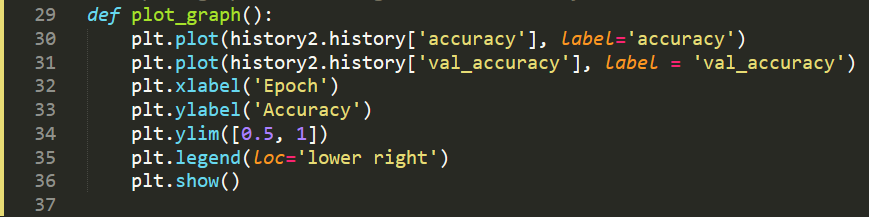 29 def plot_graph():
30     plt.plot(history2.history['accuracy'], label='accuracy')
31     plt.plot(history2.history['val_accuracy'], label = 'val_accuracy')
32     plt.xlabel('Epoch')
33     plt.ylabel('Accuracy')
34     plt.ylim([0.5, 1])
35     plt.legend(loc='lower right')
36     plt.show()
37